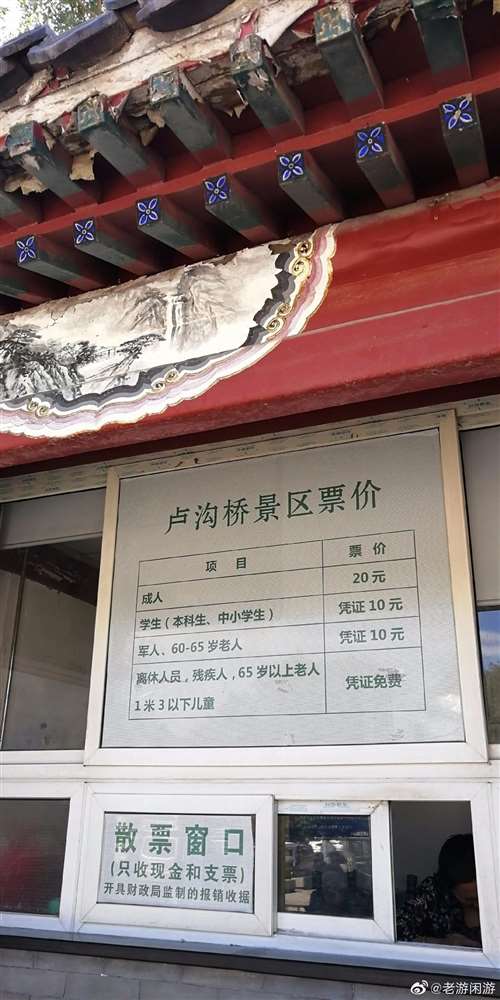 卢沟桥景区票价
项 目 票 价
成人 20元
学生（本科生、中小学生） 凭证10元
军人、60-65岁老人 凭证10元
离休人员，残疾人，65岁以上老人
1米3以下儿童 凭证免费
散票窗口
(只收现金和支票)
开具财政局监制的报销收据
@老游闲游